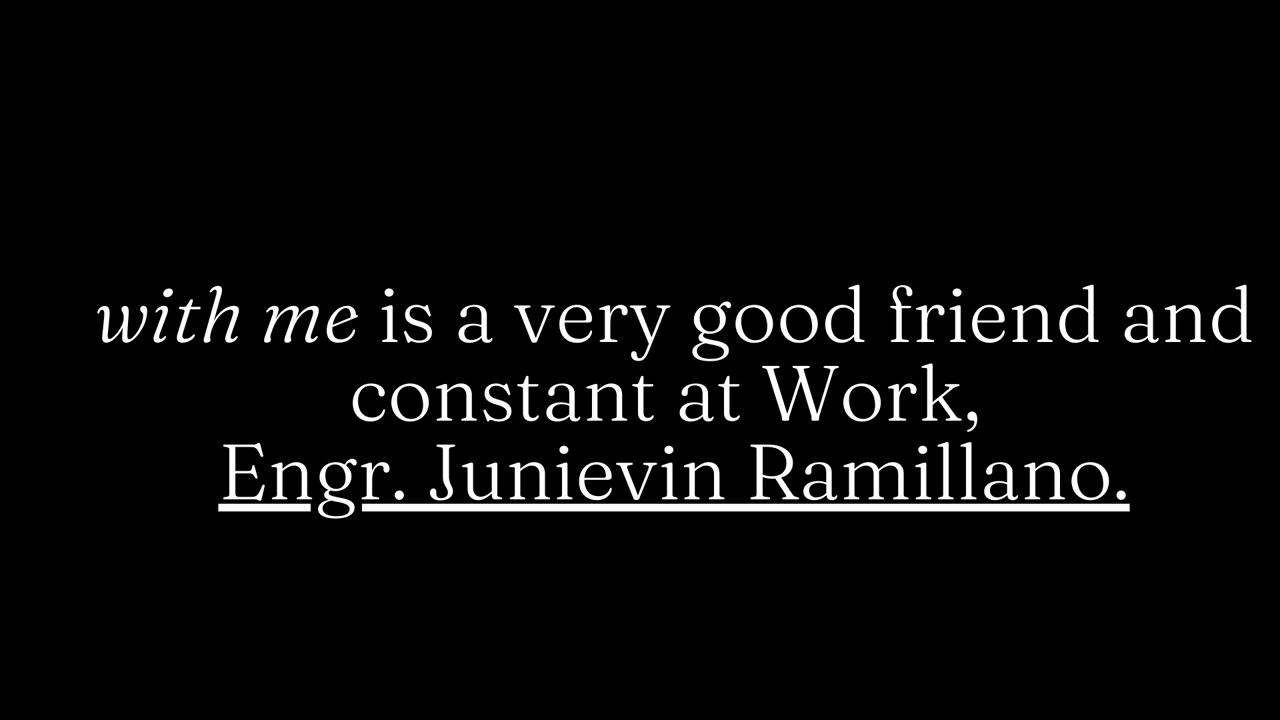 with me is a very good friend and
constant at Work,
Engr. Junievin Ramillano.